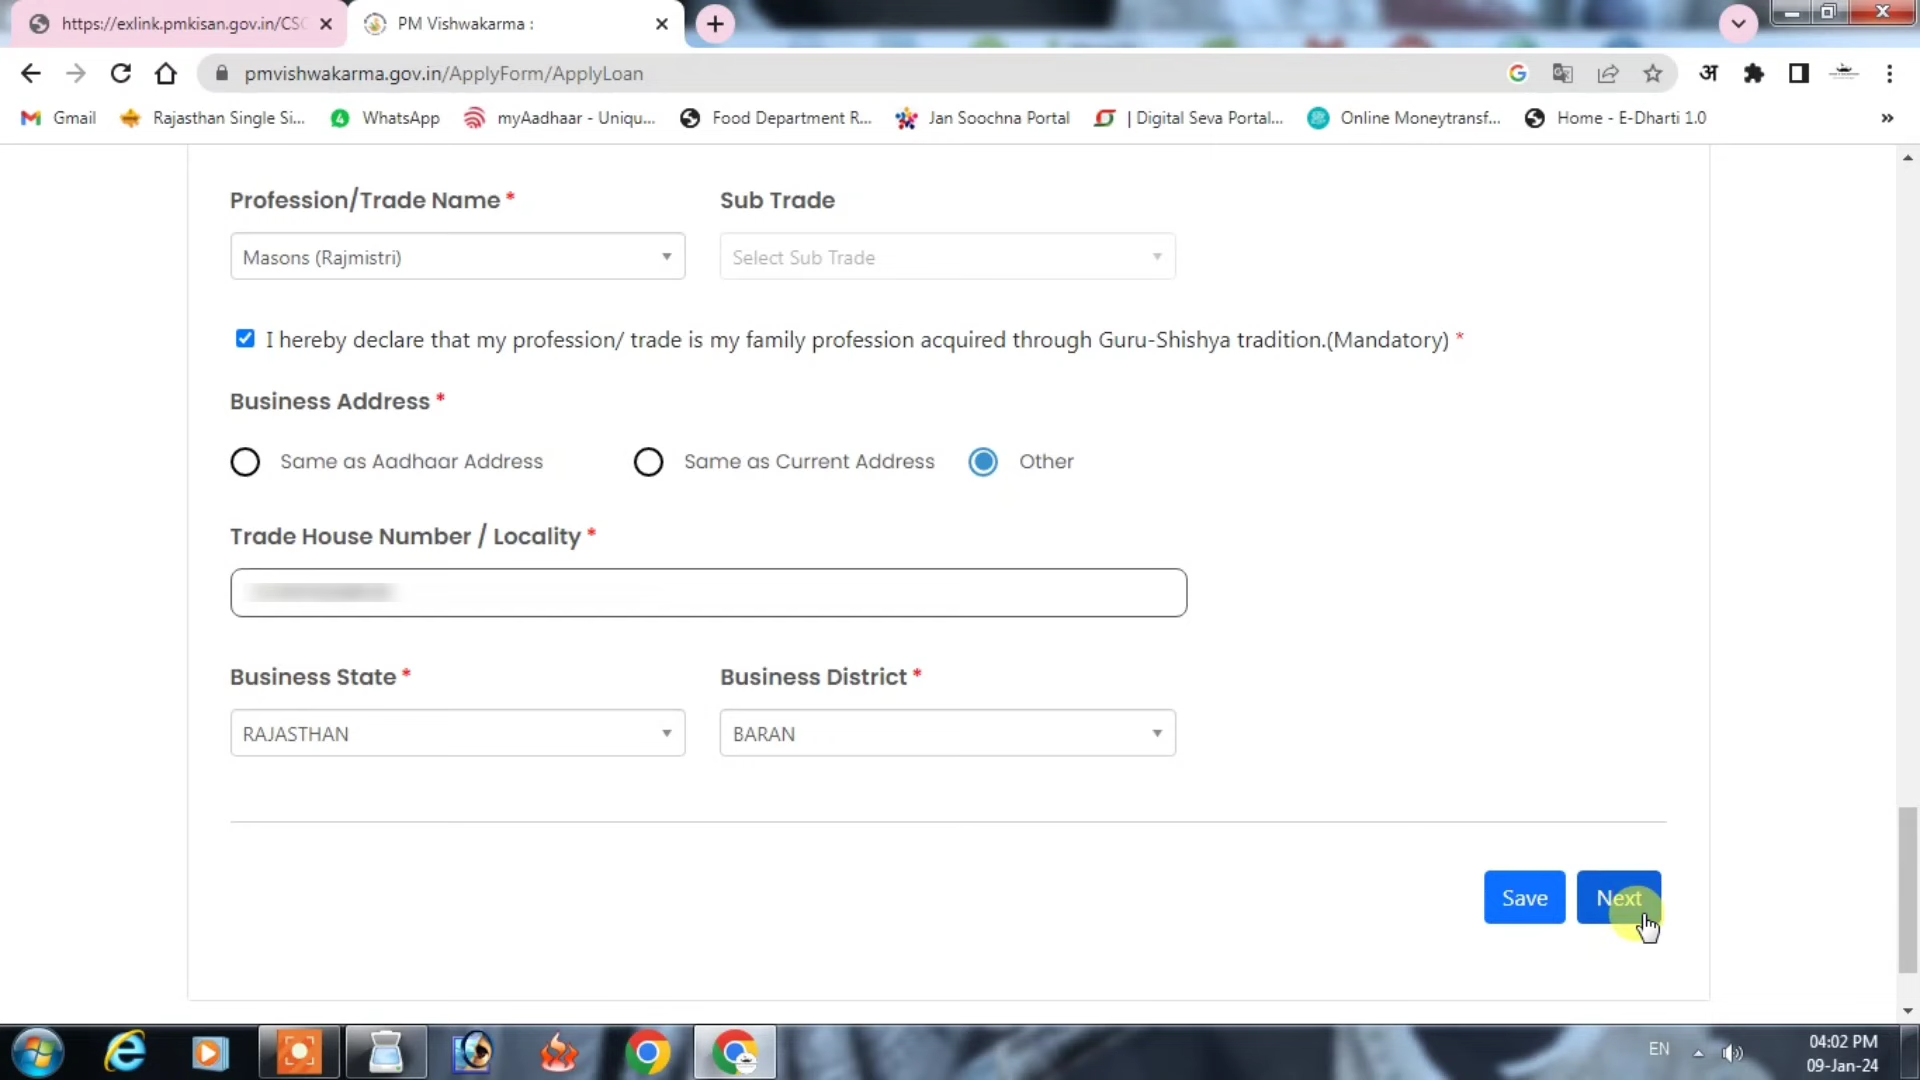 https://exlink.pmkisan.gov.in/CSC
PM Vishwakarma :
pmvishwakarma.gov.in/ApplyForm/ApplyLoan
अ
Gmail
Rajasthan Single Si...
4
WhatsApp
myAadhaar - Uniqu...
Food Department R...
Jan Soochna Portal
| Digital Seva Portal...
Online Moneytransf...
Home - E-Dharti 1.0
»
Profession/Trade Name *
Sub Trade
Masons (Rajmistri)
Select Sub Trade
I hereby declare that my profession/ trade is my family profession acquired through Guru-Shishya tradition.(Mandatory) *
Business Address *
Same as Aadhaar Address
Same as Current Address
Other
Trade House Number / Locality *
Business State *
Business District *
RAJASTHAN
BARAN
Save
Next
EN
04:02 PM
09-Jan-24